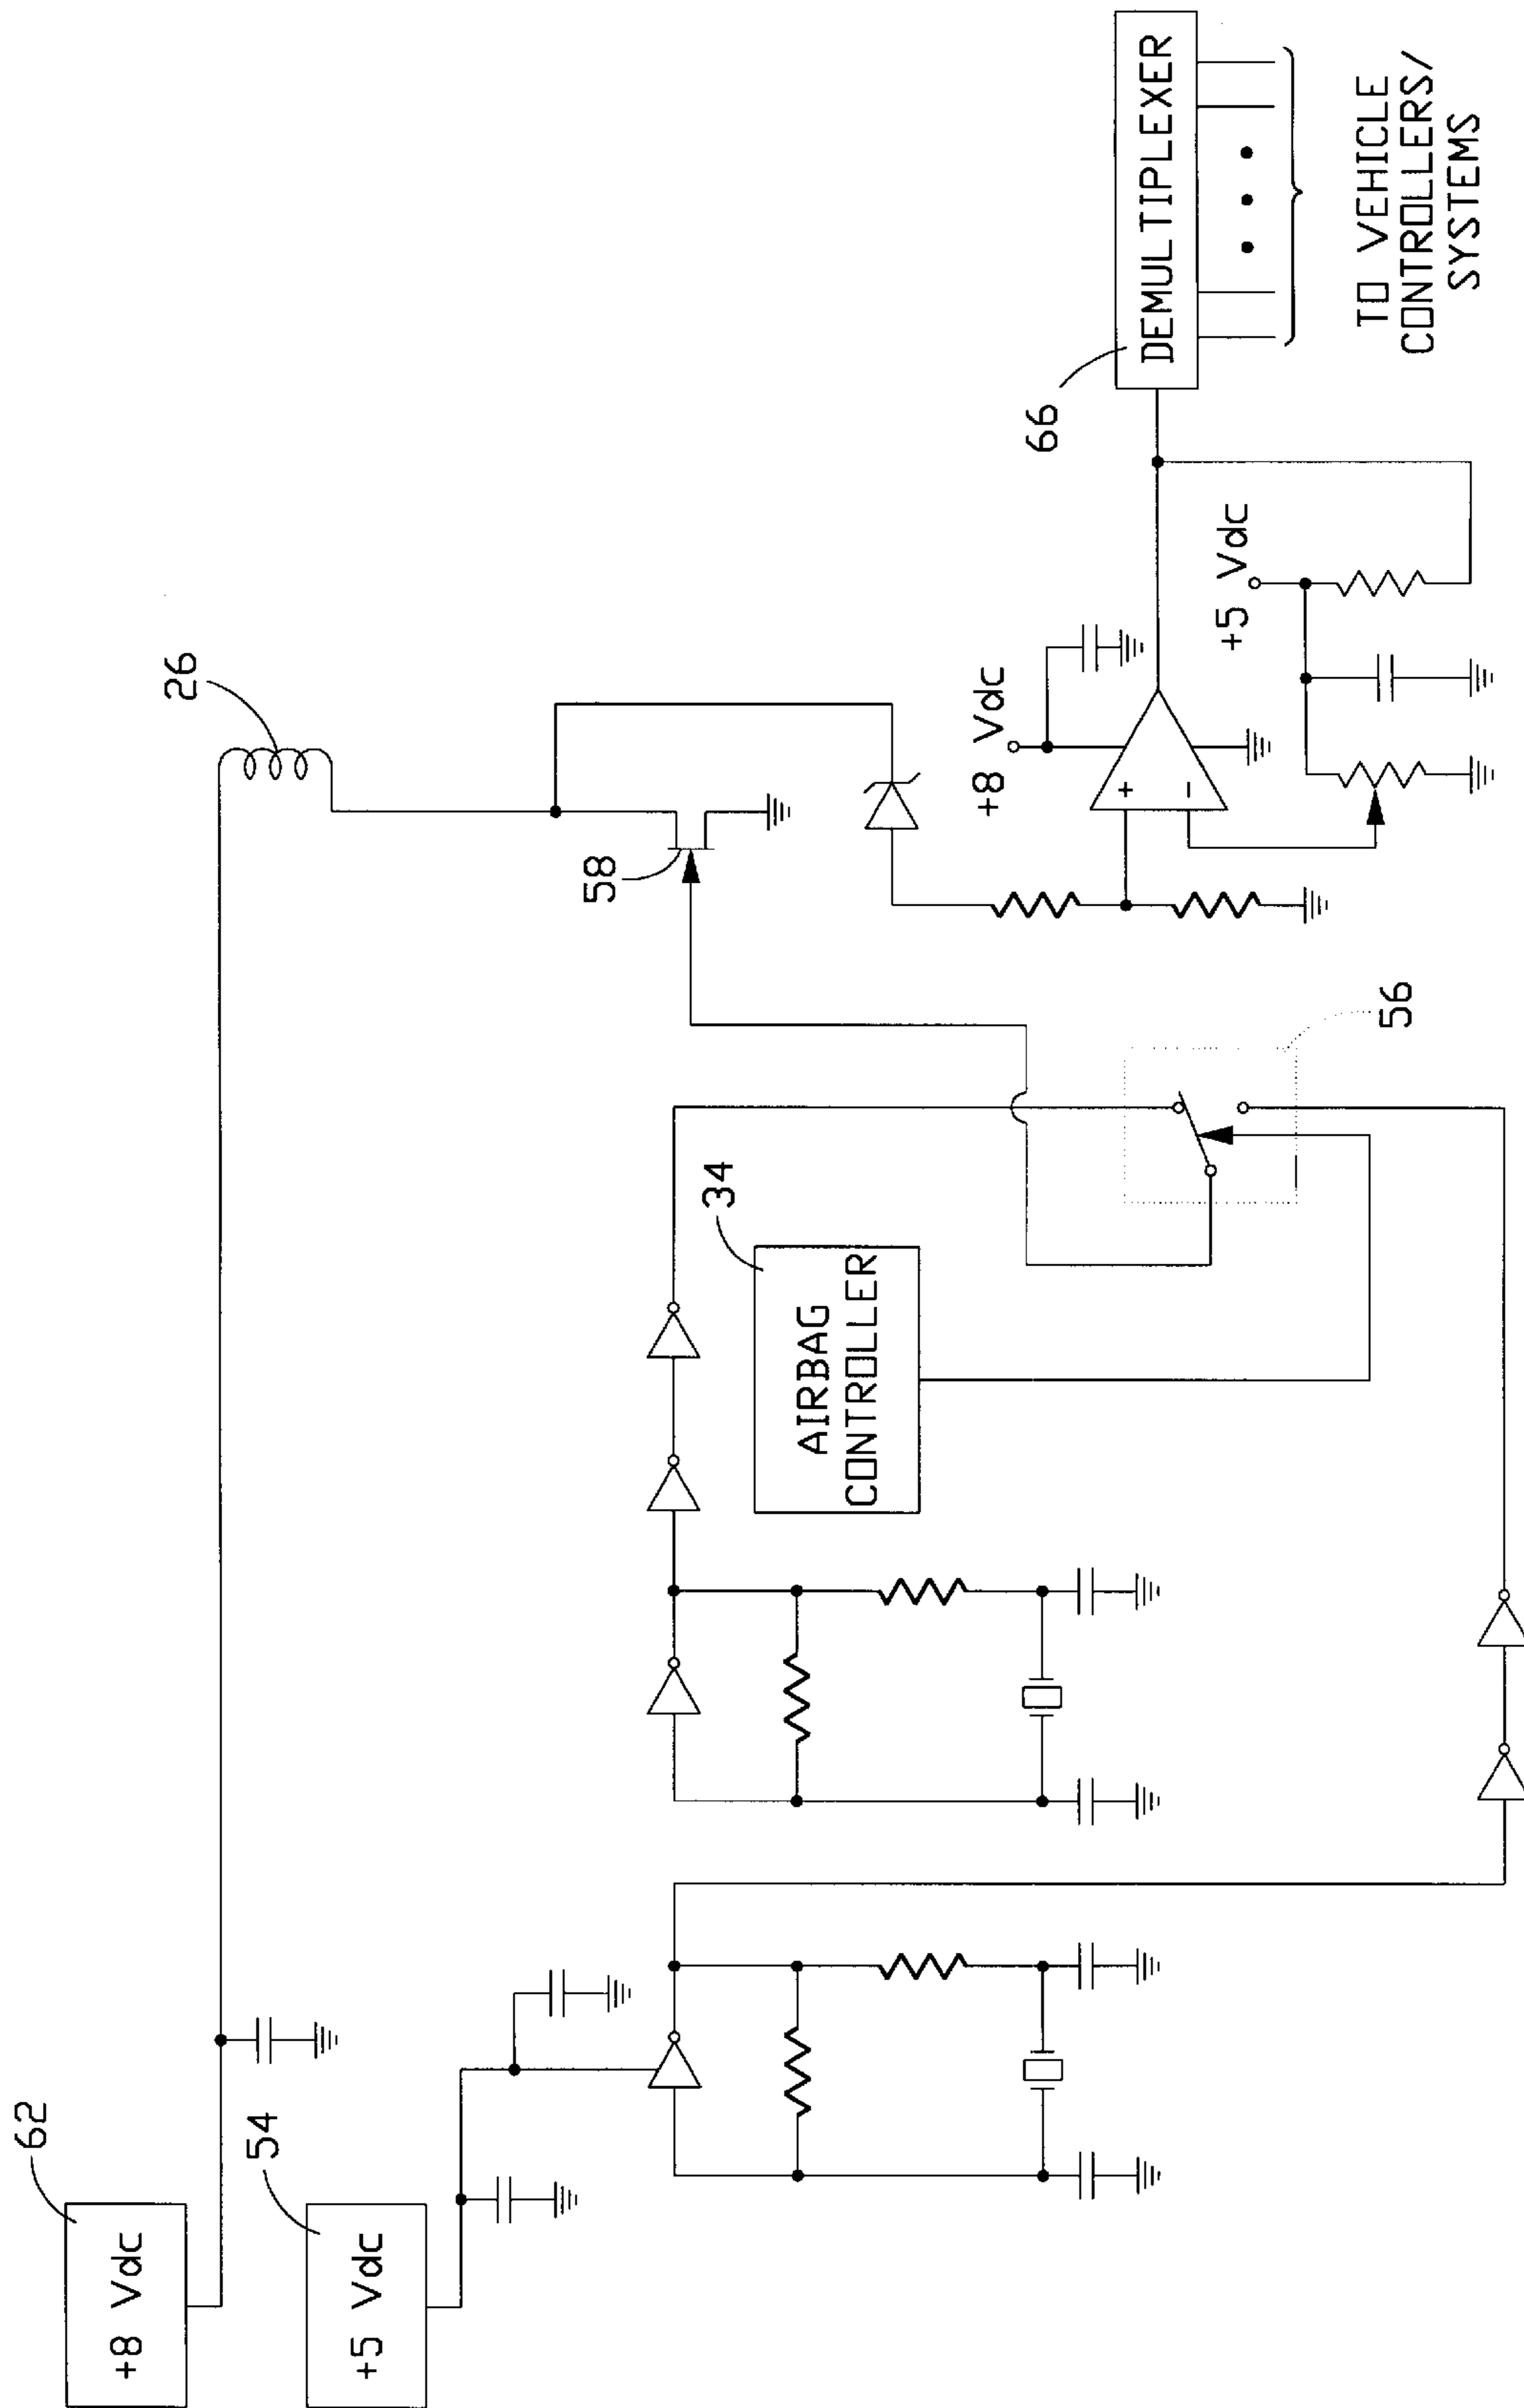 62
+8 Vdc
54
+5 Vdc
26
58
34
AIRBAG
CONTROLLER
56
+8 Vdc
+
-
+5 Vdc
66
DEMULTIPLEXER
TO VEHICLE
CONTROLLERS/
SYSTEMS